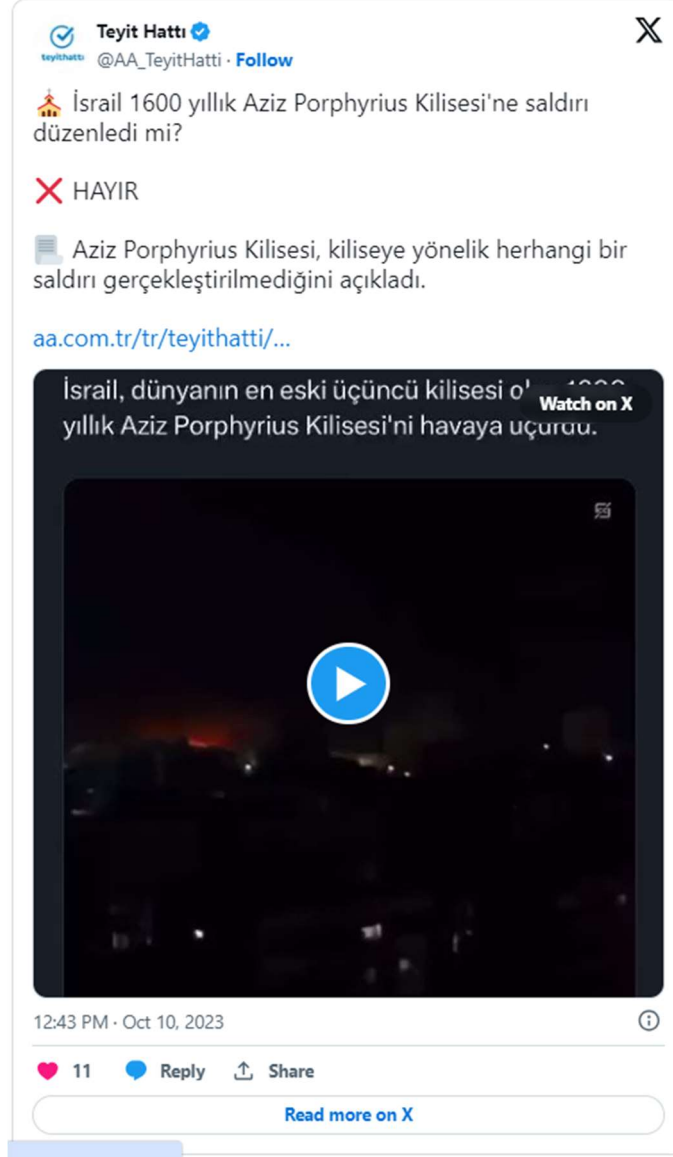 Teyit Hattı
teyithattı
@AA_TeyitHatti · Follow
İsrail 1600 yıllık Aziz Porphyrius Kilisesi'ne saldırı
düzenledi mi?
HAYIR
Aziz Porphyrius Kilisesi, kiliseye yönelik herhangi bir
saldırı gerçekleştirilmediğini açıkladı.
aa.com.tr/tr/teyithatti/...
İsrail, dünyanın en eski üçüncü kilisesi
Watch on X
yıllık Aziz Porphyrius Kilisesi'ni havaya uçurdu.
12:43 PM · Oct 10, 2023
11 Reply Share
Read more on X